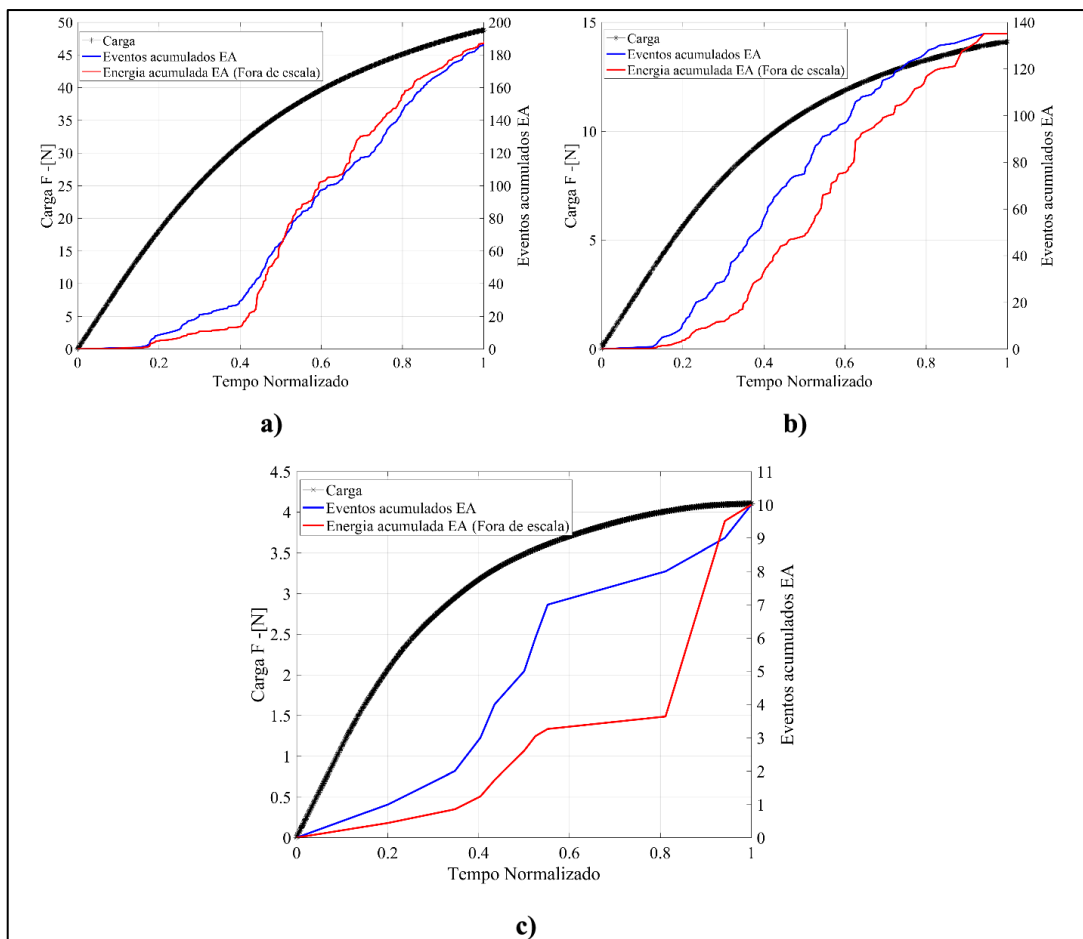 50
45
40
35
30
25
20
15
10
5
0
Carga F -[N]
Carga
Eventos acumulados EA
Energia acumulada EA (Fora de escala)
200
180
160
140
120
100
80
60
40
20
0
Eventos acumulados EA
0 0.2 0.4 0.6 0.8 1
Tempo Normalizado
a)
15
10
5
0
Carga F -[N]
Carga
Eventos acumulados EA
Energia acumulada EA (Fora de escala)
140
120
100
80
60
40
20
0
Eventos acumulados EA
0 0.2 0.4 0.6 0.8 1
Tempo Normalizado
b)
4.5
4
3.5
3
2.5
2
1.5
1
0.5
0
Carga F -[N]
Carga
Eventos acumulados EA
Energia acumulada EA (Fora de escala)
11
10
9
8
7
6
5
4
3
2
1
0
Eventos acumulados EA
0 0.2 0.4 0.6 0.8 1
Tempo Normalizado
c)